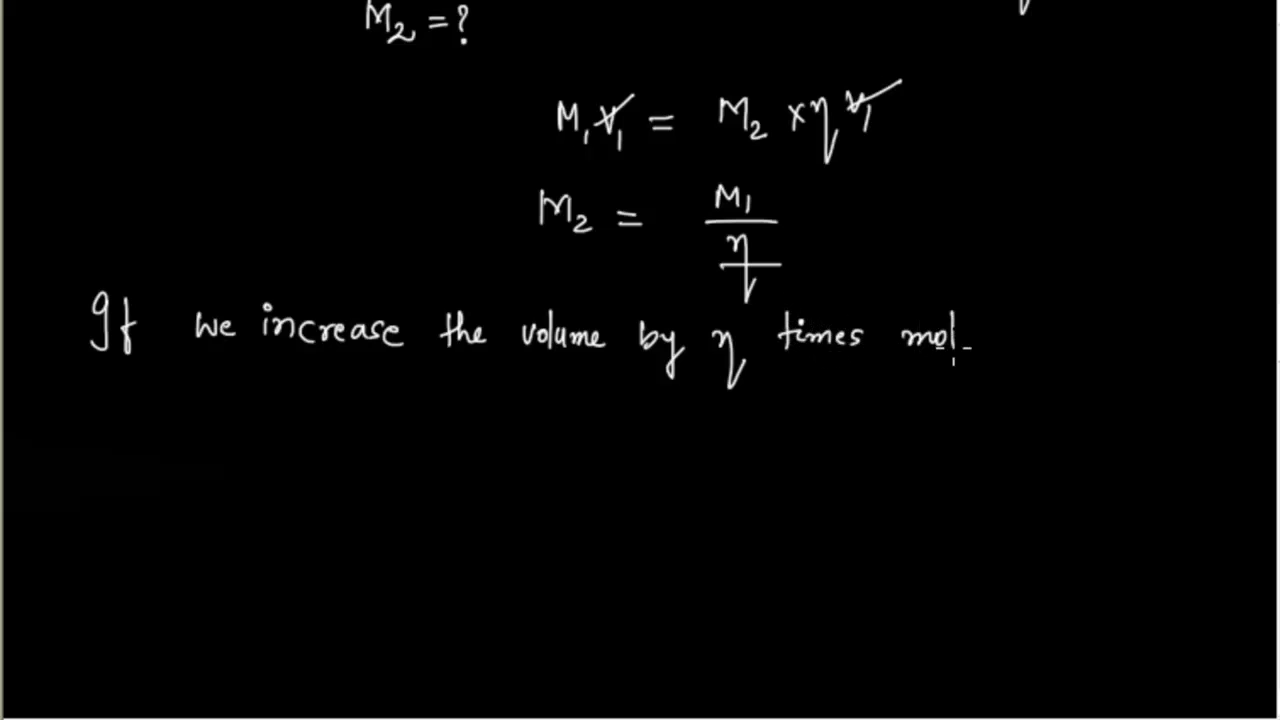 M₂ = ?
M₁V₁ = M₂ × η V₁
M₂ = M₁/η
If we increase the volume by η times mol